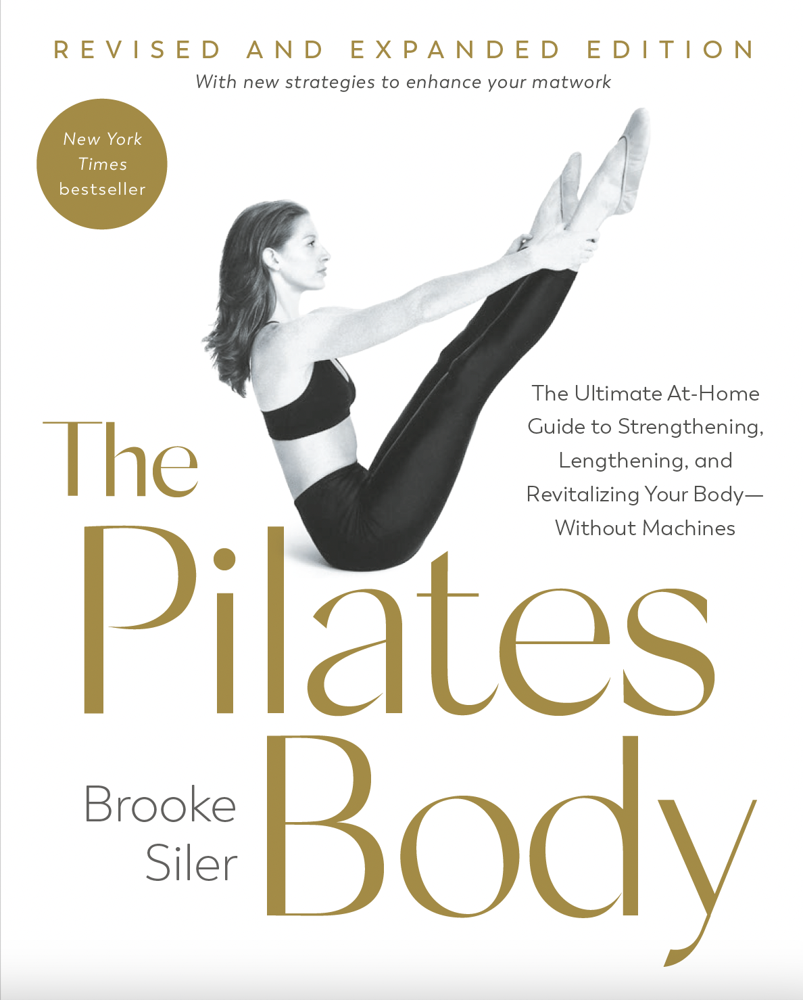 REVISED AND EXPANDED EDITION
With new strategies to enhance your matwork
New York
Times
bestseller
The Ultimate At-Home
Guide to Strengthening,
Lengthening, and
Revitalizing Your Body—
Without Machines
The
Pilates
Body
Brooke
Siler